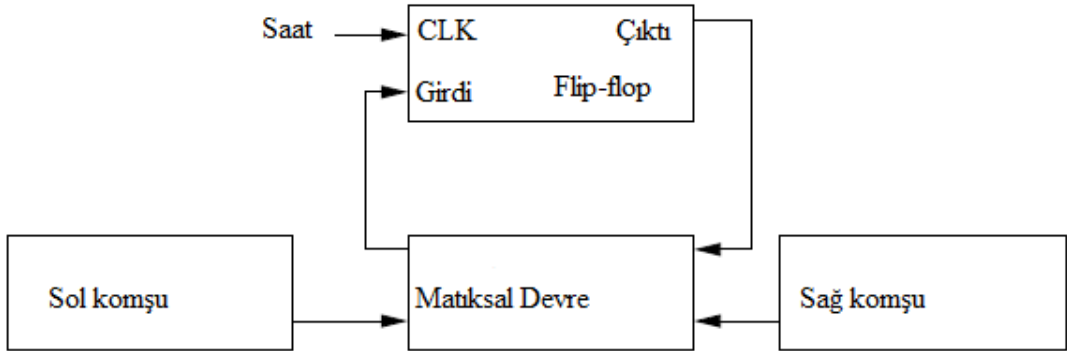 Saat
CLK Çıktı
Girdi Flip-flop
Sol komşu
Matıksal Devre
Sağ komşu